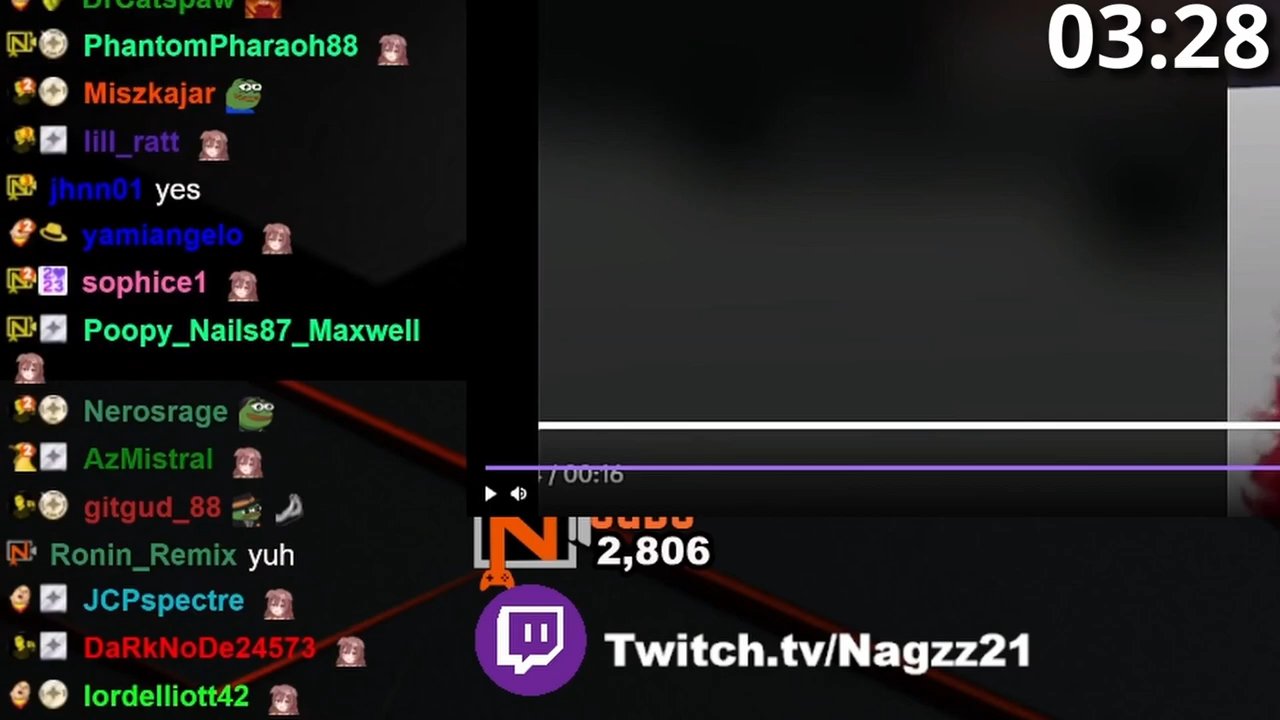 DrCatspaw
PhantomPharaoh88
Miszkajar
lill_ratt
jhnn01 yes
yamiangelo
sophice1
Poopy_Nails87_Maxwell
Nerosrage
AzMistral
gitgud_88
Ronin_Remix yuh
JCPspectre
DaRkNoDe24573
lordelliott42
03:28
/ 00:16
2,806
Twitch.tv/Nagzz21